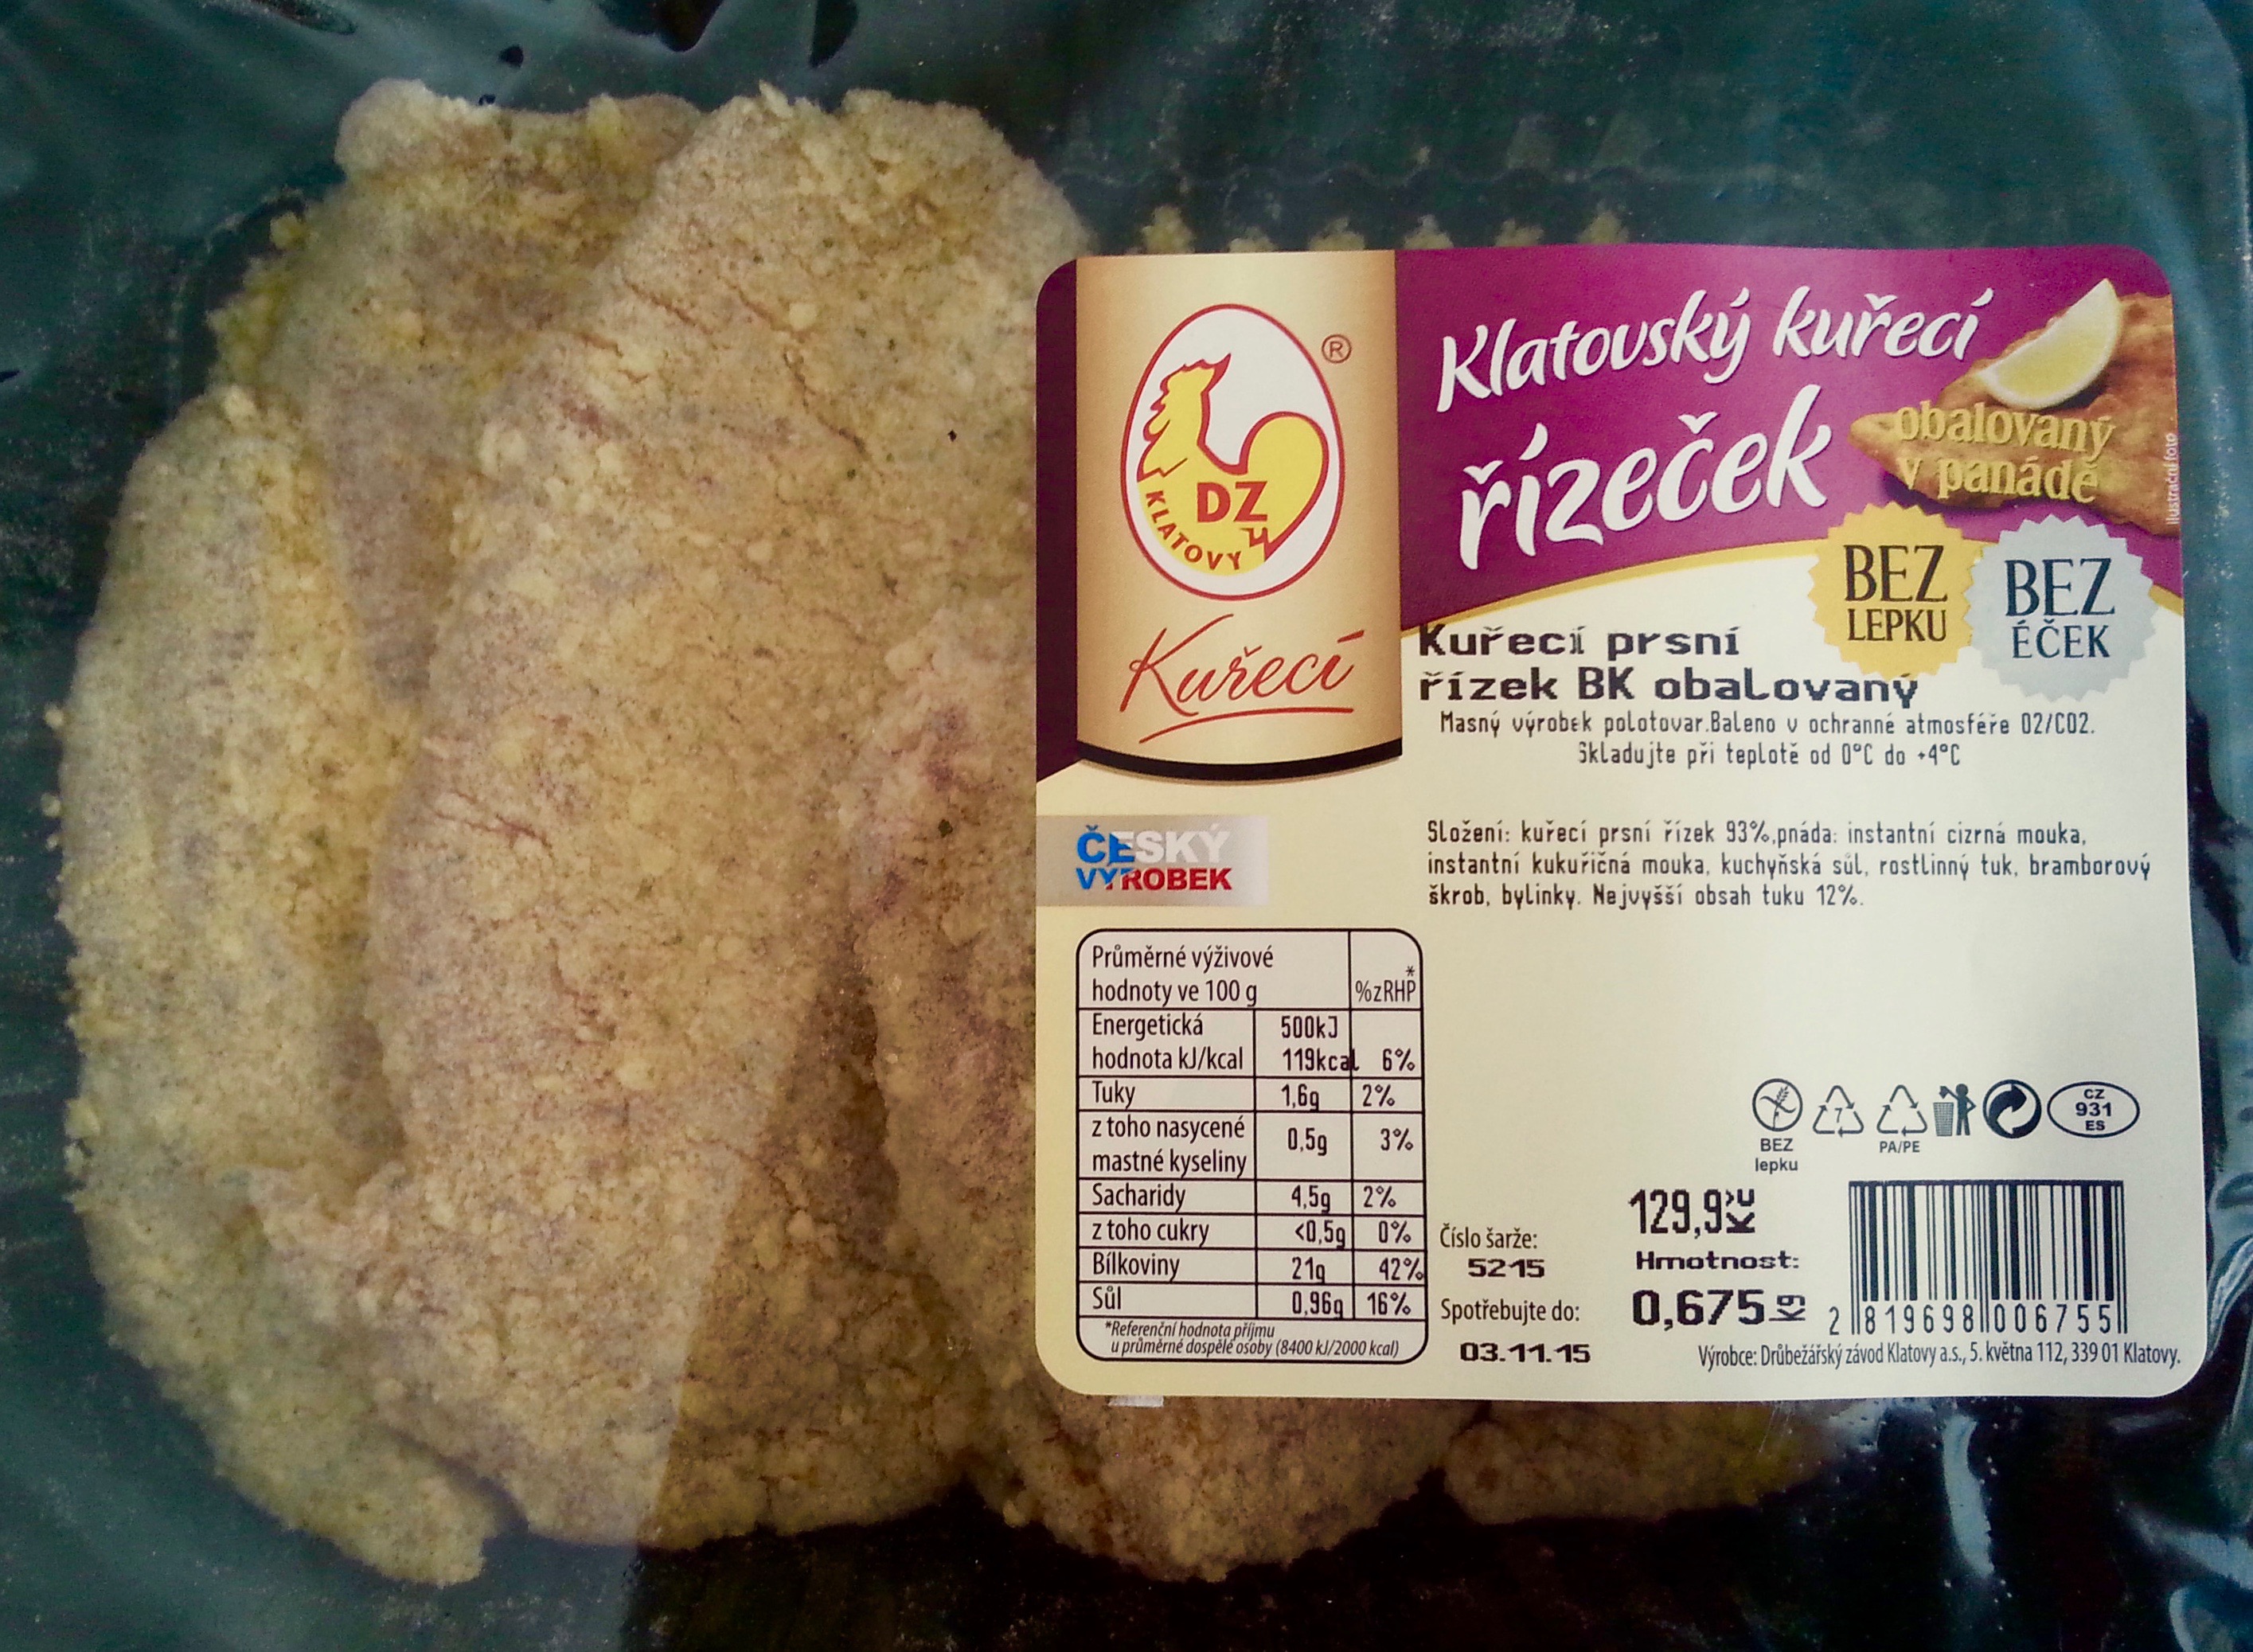 ®
DZ
KLATOVY
Kuřecí
Klatovský kuřecí
řízeček
obalovaný
v panádě
ilustrační foto
BEZ
LEPKU
BEZ
ÉČEK
Kuřecí prsní
řízek BK obalovaný
Masný výrobek polotovar.Baleno v ochranné atmosféře O2/CO2.
Skladujte při teplotě od 0°C do +4°C
ČESKÝ
VÝROBEK
Složení: kuřecí prsní řízek 93%,pnáda: instantní cizrná mouka,
instantní kukuřičná mouka, kuchyňská sůl, rostlinný tuk, bramborový
škrob, bylinky. Nejvyšší obsah tuku 12%.
Průměrné výživové
hodnoty ve 100 g %zRHP*
Energetická 500kJ
hodnota kJ/kcal 119kcal 6%
Tuky 1,6g 2%
z toho nasycené
mastné kyseliny 0,5g 3%
Sacharidy 4,5g 2%
z toho cukry <0,5g 0%
Bílkoviny 21g 42%
Sůl 0,96g 16%
*Referenční hodnota příjmu
u průměrné dospělé osoby (8400 kJ/2000 kcal)
BEZ
lepku
7
PA/PE
CZ
931
ES
Číslo šarže:
5215
Spotřebujte do:
03.11.15
129,9Kč
Hmotnost:
0,675kg
2 819698 006755
Výrobce: Drůbežářský závod Klatovy a.s., 5. května 112, 339 01 Klatovy.